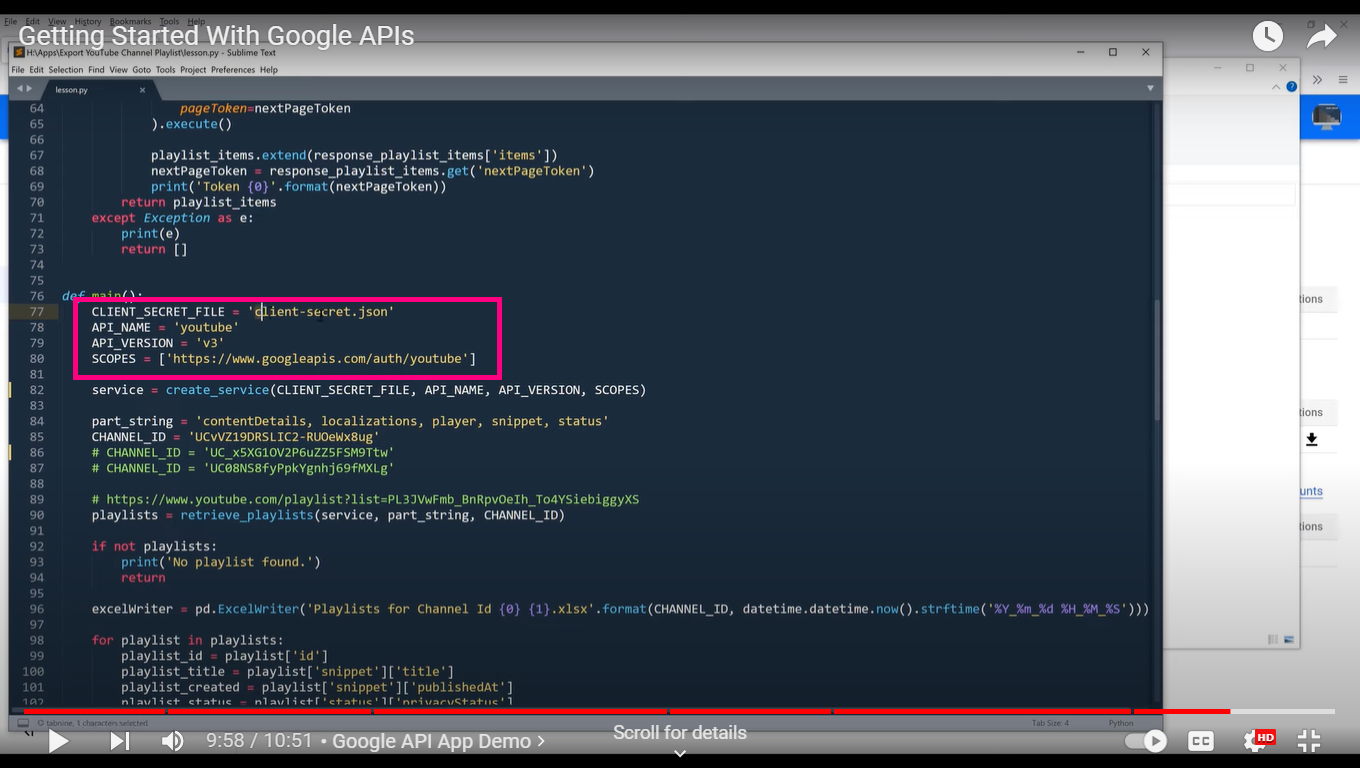 File Edit View History Bookmarks Tools Help
Getting Started With Google APIs
H:\Apps\Export YouTube Channel Playlist\lesson.py - Sublime Text
File Edit Selection Find View Goto Tools Project Preferences Help
lesson.py
64 pageToken=nextPageToken
65 ).execute()
66
67 playlist_items.extend(response_playlist_items['items'])
68 nextPageToken = response_playlist_items.get('nextPageToken')
69 print('Token {0}'.format(nextPageToken))
70 return playlist_items
71 except Exception as e:
72 print(e)
73 return []
74
75
76 def main():
77 CLIENT_SECRET_FILE = 'client-secret.json'
78 API_NAME = 'youtube'
79 API_VERSION = 'v3'
80 SCOPES = ['https://www.googleapis.com/auth/youtube']
81
82 service = create_service(CLIENT_SECRET_FILE, API_NAME, API_VERSION, SCOPES)
83
84 part_string = 'contentDetails, localizations, player, snippet, status'
85 CHANNEL_ID = 'UCvVZ19DRSLIC2-RUOeWx8ug'
86 # CHANNEL_ID = 'UC_x5XG1OV2P6uZZ5FSM9Ttw'
87 # CHANNEL_ID = 'UC08NS8fyPpkYgnhj69fMXLg'
88
89 # https://www.youtube.com/playlist?list=PL3JVwFmb_BnRpvOeIh_To4YSiebiggyXS
90 playlists = retrieve_playlists(service, part_string, CHANNEL_ID)
91
92 if not playlists:
93 print('No playlist found.')
94 return
95
96 excelWriter = pd.ExcelWriter('Playlists for Channel Id {0} {1}.xlsx'.format(CHANNEL_ID, datetime.datetime.now().strftime('%Y_%m_%d %H_%M_%S')))
97
98 for playlist in playlists:
99 playlist_id = playlist['id']
100 playlist_title = playlist['snippet']['title']
101 playlist_created = playlist['snippet']['publishedAt']
102 playlist_status = playlist['status']['privacyStatus']
tions
tions
unts
tions
tabnine, 1 characters selected
Tab Size: 4
Python
9:58 / 10:51 • Google API App Demo
Scroll for details
CC
HD